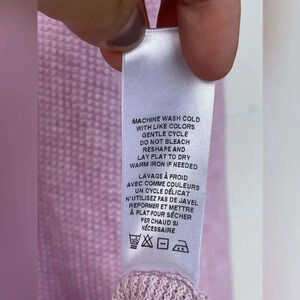 MACHINE WASH COLD
WITH LIKE COLORS
GENTLE CYCLE
DO NOT BLEACH
RESHAPE AND
LAY FLAT TO DRY
WARM IRON IF NEEDED
LAVAGE À FROID
AVEC COMME COULEURS
UN CYCLE DÉLICAT
N'UTILISEZ PAS DE JAVEL
REFORMER ET METTRE
À PLAT POUR SÉCHER
FER CHAUD SI
NÉCESSAIRE